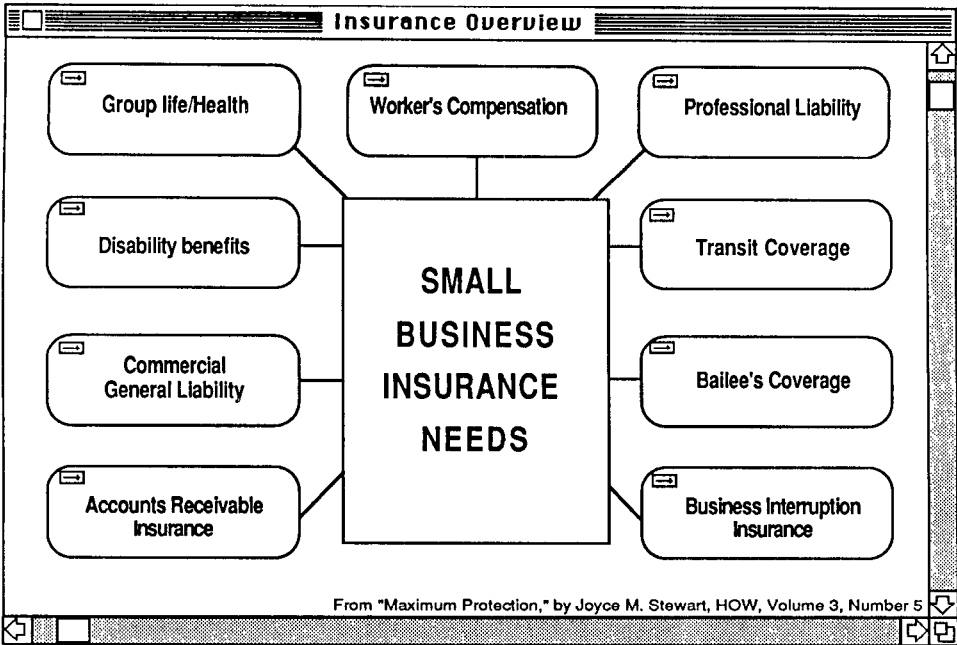 Insurance Overview
Group life/Health
Worker's Compensation
Professional Liability
Disability benefits
Transit Coverage
SMALL
BUSINESS
INSURANCE
NEEDS
Commercial
General Liability
Bailee's Coverage
Accounts Receivable
Insurance
Business Interruption
Insurance
From "Maximum Protection," by Joyce M. Stewart, HOW, Volume 3, Number 5